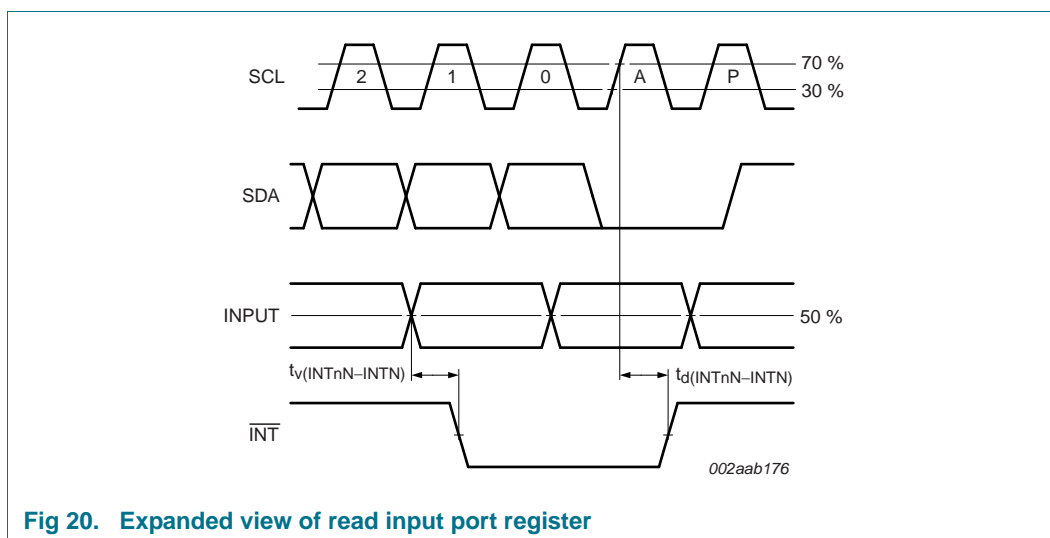 SCL
2 1 0 A P
70 %
30 %
SDA
INPUT
50 %
tv(INTnN–INTN)
td(INTnN–INTN)
INT
002aab176
Fig 20. Expanded view of read input port register